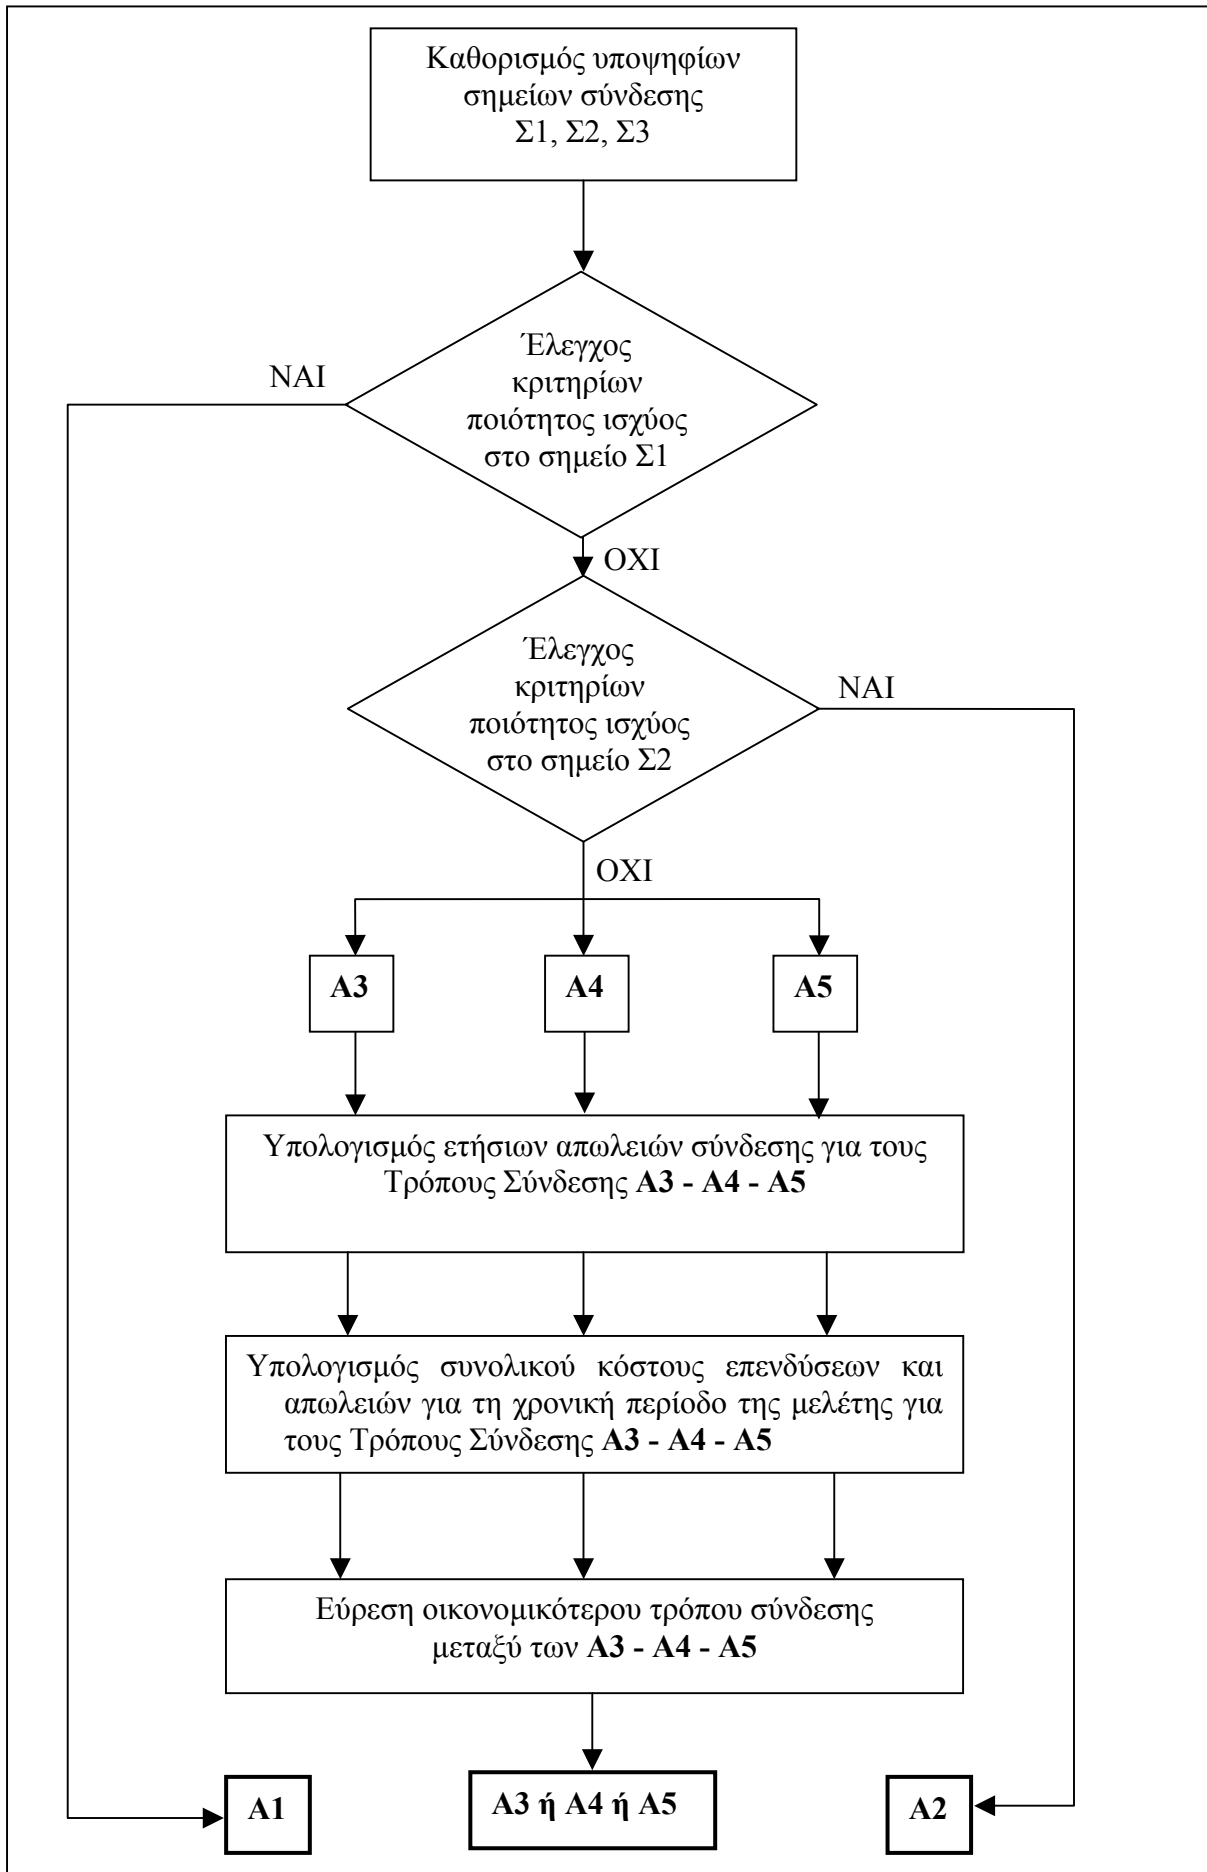 Καθορισμός υποψηφίων
σημείων σύνδεσης
Σ1, Σ2, Σ3
Έλεγχος
κριτηρίων
ποιότητος ισχύος
στο σημείο Σ1
ΝΑΙ
ΟΧΙ
Έλεγχος
κριτηρίων
ποιότητος ισχύος
στο σημείο Σ2
ΝΑΙ
ΟΧΙ
Α3
Α4
Α5
Υπολογισμός ετήσιων απωλειών σύνδεσης για τους
Τρόπους Σύνδεσης Α3 - Α4 - Α5
Υπολογισμός συνολικού κόστους επενδύσεων και
απωλειών για τη χρονική περίοδο της μελέτης για
τους Τρόπους Σύνδεσης Α3 - Α4 - Α5
Εύρεση οικονομικότερου τρόπου σύνδεσης
μεταξύ των Α3 - Α4 - Α5
Α1
Α3 ή Α4 ή Α5
Α2